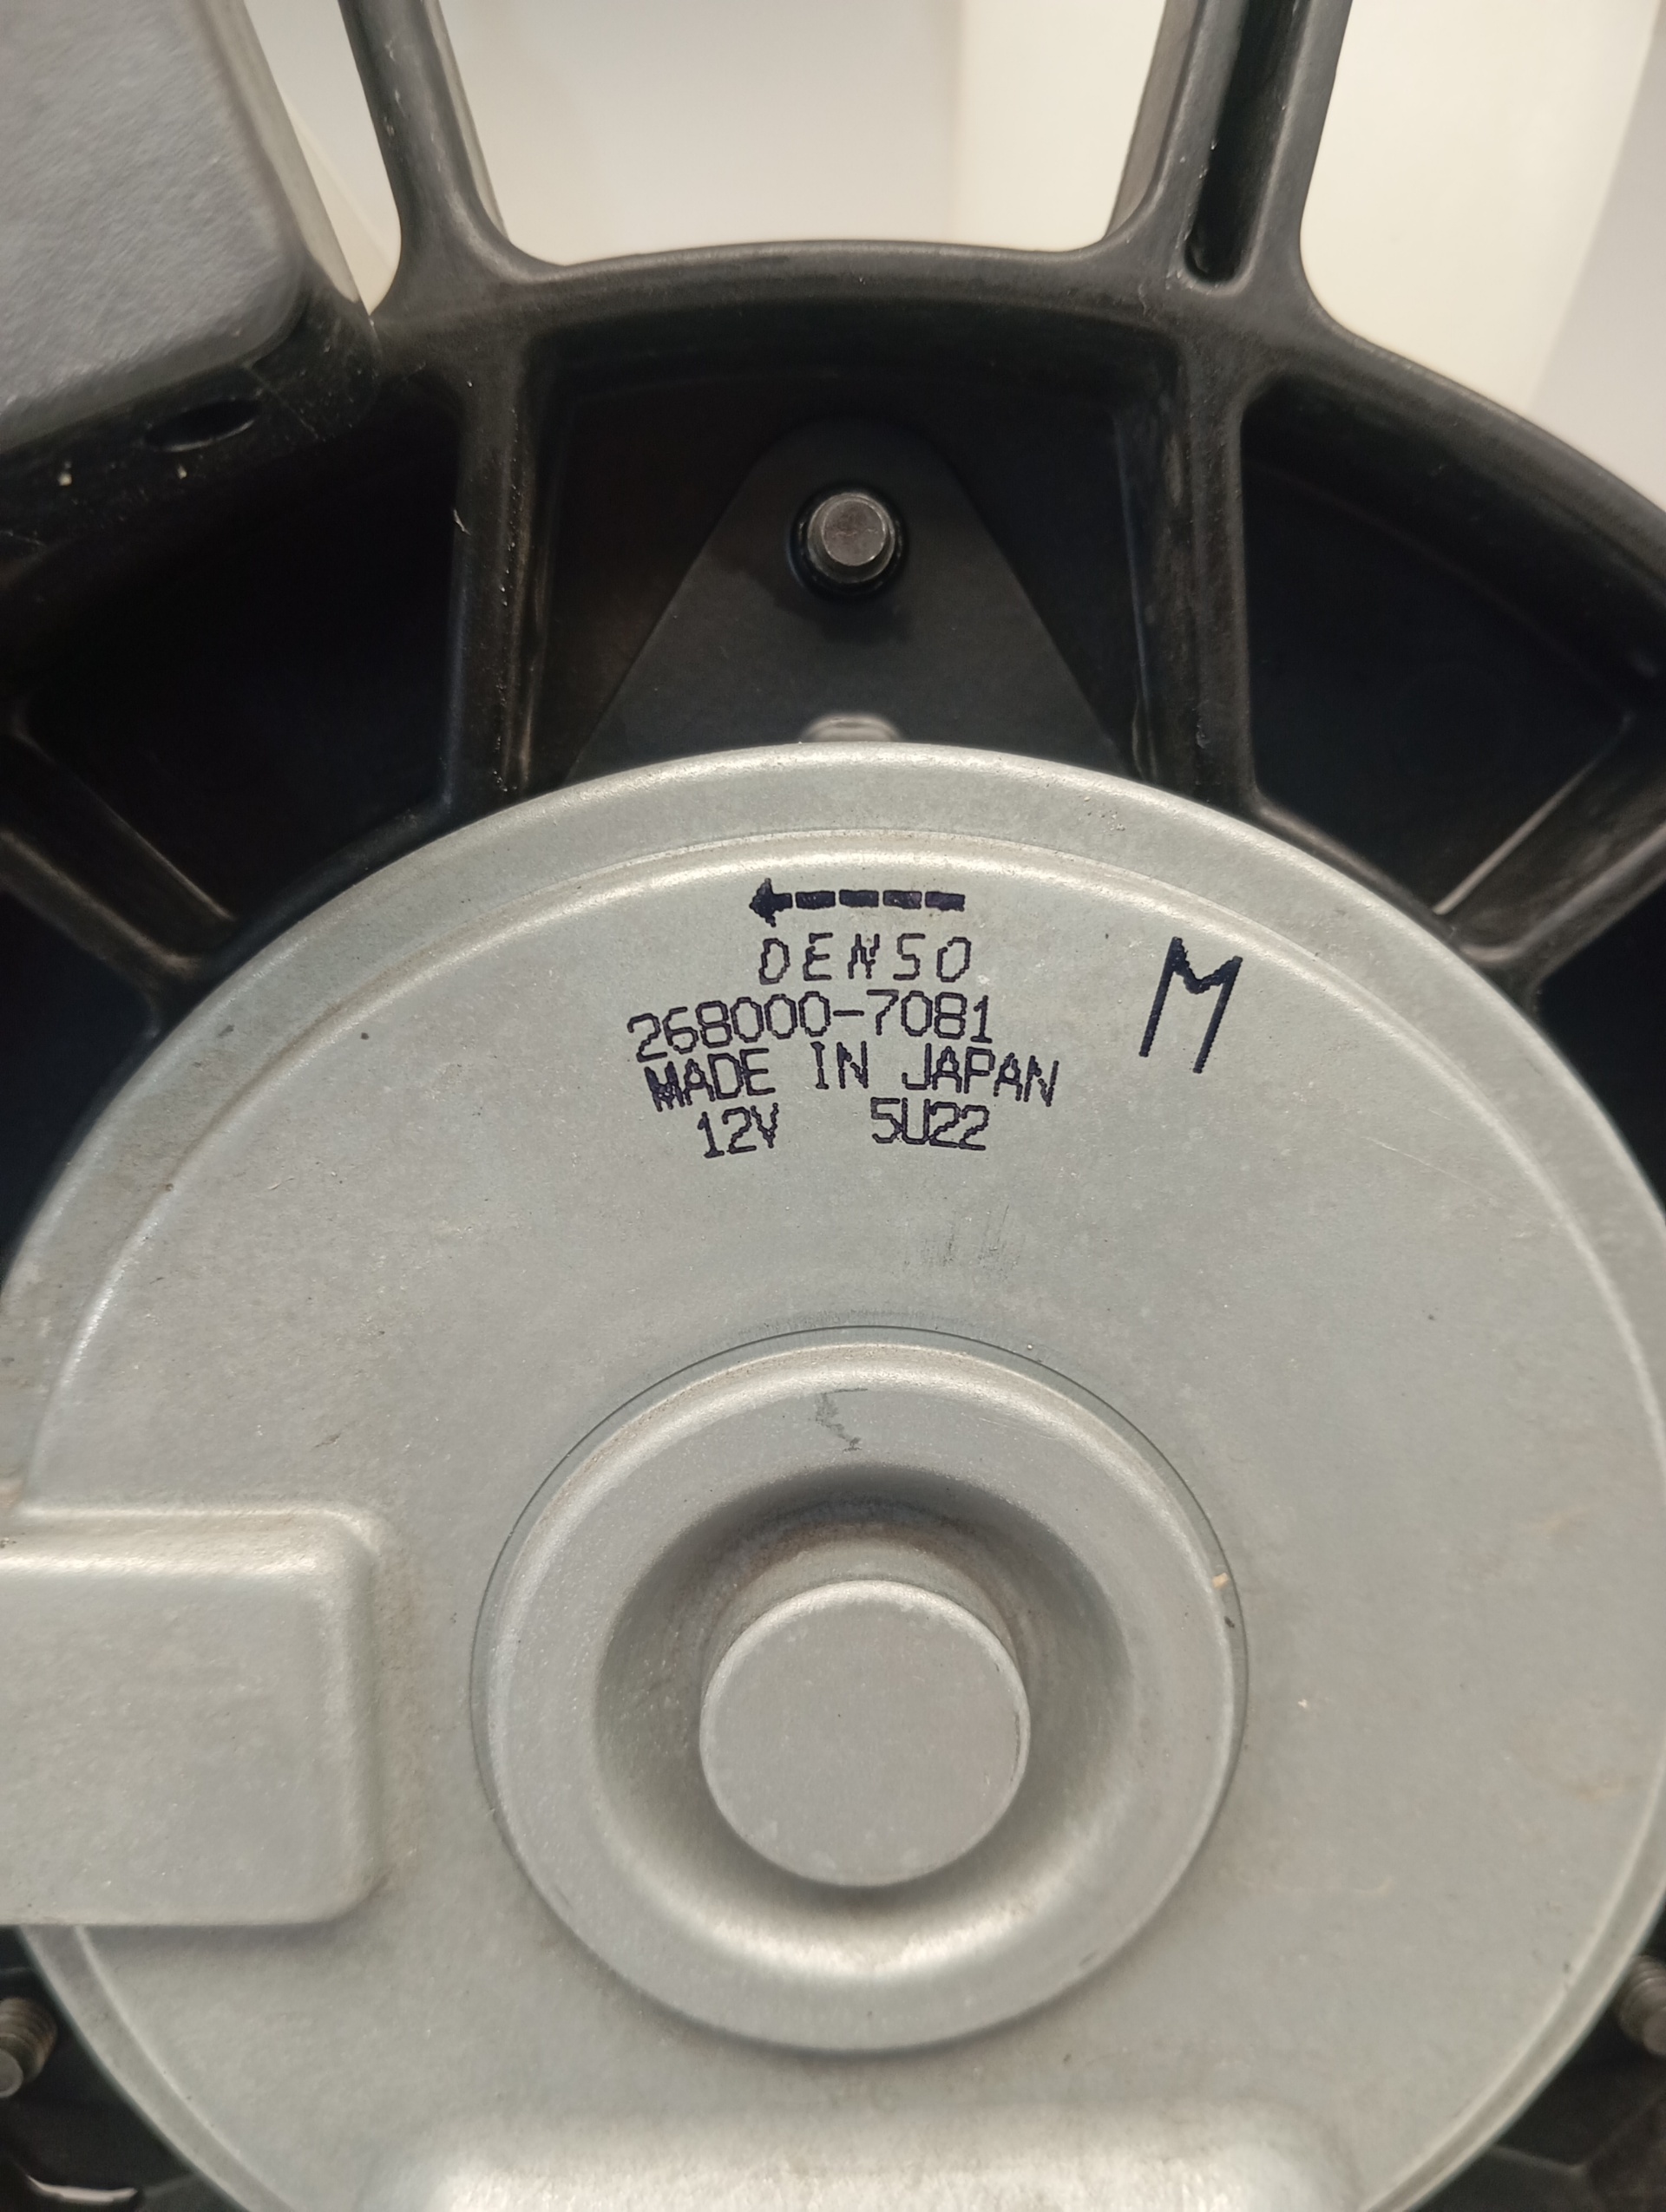 DENSO
268000-7081
MADE IN JAPAN
12V 5U22
M